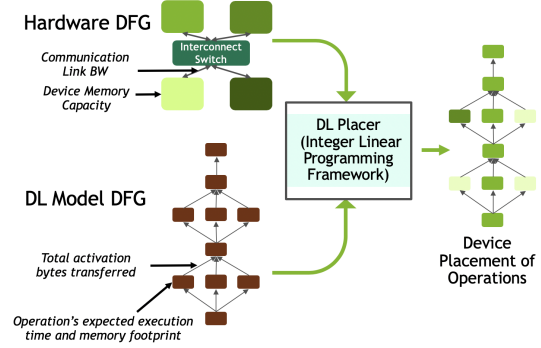 Hardware DFG
Interconnect
Switch
Communication
Link BW
Device Memory
Capacity
DL Placer
(Integer Linear
Programming
Framework)
DL Model DFG
Total activation
bytes transferred
Operation's expected execution
time and memory footprint
Device
Placement of
Operations